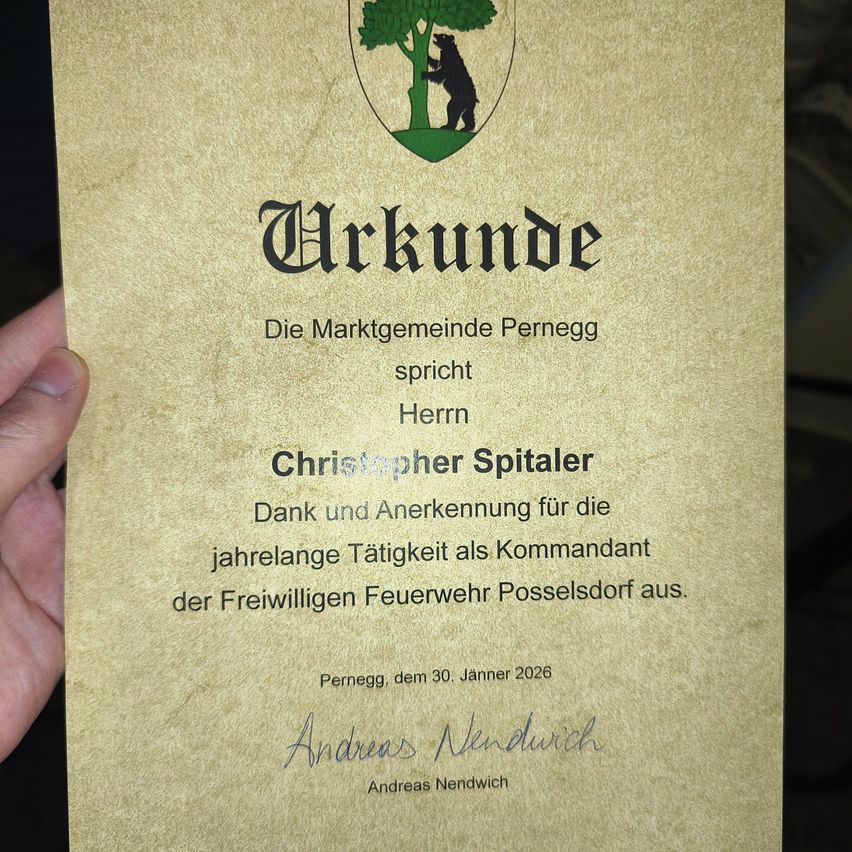 Urkunde
Die Marktgemeinde Pernegg
spricht
Herrn
Christopher Spitaler
Dank und Anerkennung für die
jahrelange Tätigkeit als Kommandant
der Freiwilligen Feuerwehr Posselsdorf aus.
Pernegg, dem 30. Jänner 2026
Andreas Nendwich
Andreas Nendwich